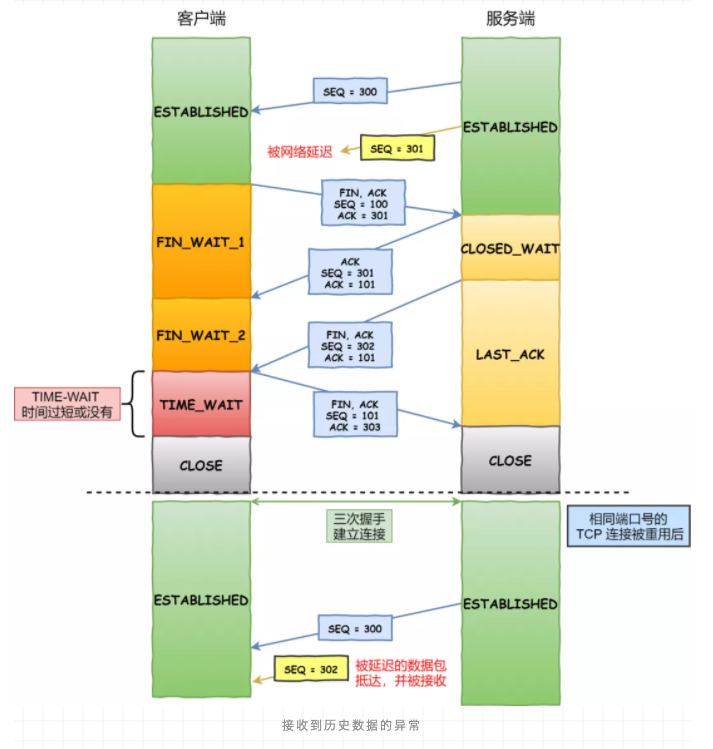 客户端
服务端
SEQ = 300
ESTABLISHED
ESTABLISHED
被网络延迟
SEQ = 301
FIN, ACK
SEQ = 100
ACK = 301
FIN_WAIT_1
CLOSED_WAIT
ACK
SEQ = 301
ACK = 101
FIN_WAIT_2
FIN, ACK
SEQ = 302
ACK = 101
LAST_ACK
TIME-WAIT
时间过短或没有
TIME_WAIT
FIN, ACK
SEQ = 101
ACK = 303
CLOSE
CLOSE
三次握手
建立连接
相同端口号的
TCP 连接被重用后
ESTABLISHED
ESTABLISHED
SEQ = 300
SEQ = 302
被延迟的数据包
抵达，并被接收
接收到历史数据的异常